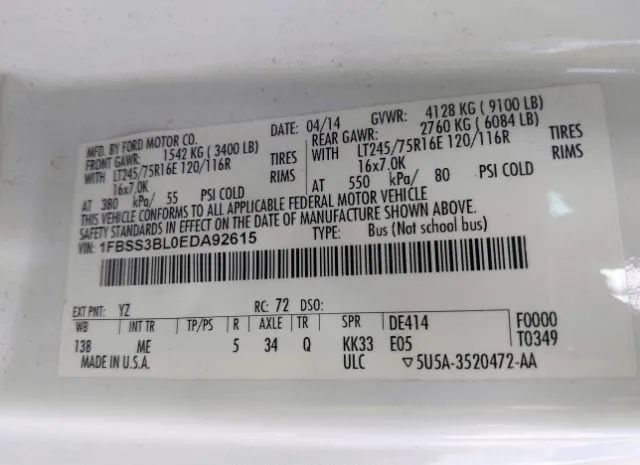 MFD. BY FORD MOTOR CO. DATE: 04/14 GVWR: 4128 KG ( 9100 LB)
FRONT GAWR: 1542 KG ( 3400 LB) REAR GAWR: 2760 KG ( 6084 LB)
WITH LT245/75R16E 120/116R TIRES WITH LT245/75R16E 120/116R TIRES
16x7.0K RIMS 16x7.0K RIMS
AT 380 kPa/ 55 PSI COLD AT 550 kPa/ 80 PSI COLD
THIS VEHICLE CONFORMS TO ALL APPLICABLE FEDERAL MOTOR VEHICLE
SAFETY STANDARDS IN EFFECT ON THE DATE OF MANUFACTURE SHOWN ABOVE.
VIN: 1FBSS3BL0EDA92615 TYPE: Bus (Not school bus)
EXT PNT: YZ RC: 72 DSO:
WB INT TR TP/PS R AXLE TR SPR DE414 F0000
138 ME 5 34 Q KK33 E05 T0349
MADE IN U.S.A. ULC ▽5U5A-3520472-AA